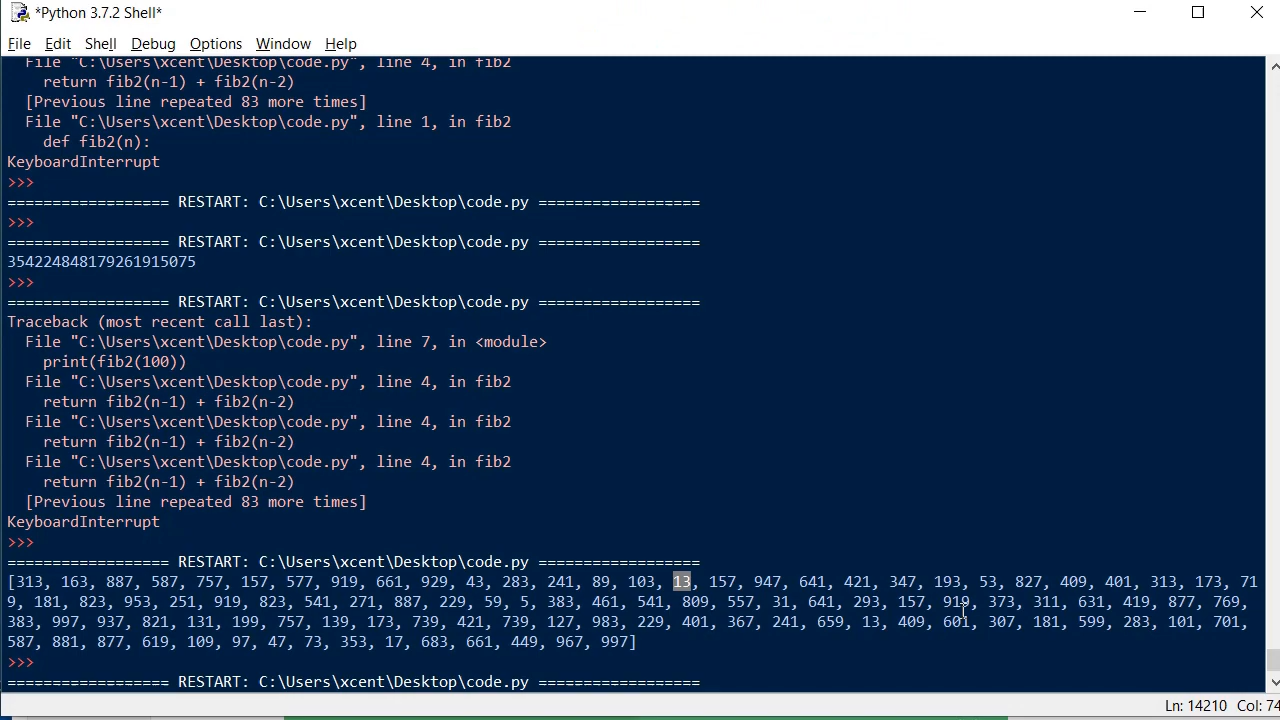 *Python 3.7.2 Shell*
File Edit Shell Debug Options Window Help
File "C:\Users\xcent\Desktop\code.py", line 4, in fib2
return fib2(n-1) + fib2(n-2)
[Previous line repeated 83 more times]
File "C:\Users\xcent\Desktop\code.py", line 1, in fib2
def fib2(n):
KeyboardInterrupt
>>>
================== RESTART: C:\Users\xcent\Desktop\code.py ==================
>>>
================== RESTART: C:\Users\xcent\Desktop\code.py ==================
354224848179261915075
>>>
================== RESTART: C:\Users\xcent\Desktop\code.py ==================
Traceback (most recent call last):
File "C:\Users\xcent\Desktop\code.py", line 7, in <module>
print(fib2(100))
File "C:\Users\xcent\Desktop\code.py", line 4, in fib2
return fib2(n-1) + fib2(n-2)
File "C:\Users\xcent\Desktop\code.py", line 4, in fib2
return fib2(n-1) + fib2(n-2)
File "C:\Users\xcent\Desktop\code.py", line 4, in fib2
return fib2(n-1) + fib2(n-2)
[Previous line repeated 83 more times]
KeyboardInterrupt
>>>
================== RESTART: C:\Users\xcent\Desktop\code.py ==================
[313, 163, 887, 587, 757, 157, 577, 919, 661, 929, 43, 283, 241, 89, 103, 13, 157, 947, 641, 421, 347, 193, 53, 827, 409, 401, 313, 173, 71
9, 181, 823, 953, 251, 919, 823, 541, 271, 887, 229, 59, 5, 383, 461, 541, 809, 557, 31, 641, 293, 157, 919, 373, 311, 631, 419, 877, 769,
383, 997, 937, 821, 131, 199, 757, 139, 173, 739, 421, 739, 127, 983, 229, 401, 367, 241, 659, 13, 409, 601, 307, 181, 599, 283, 101, 701,
587, 881, 877, 619, 109, 97, 47, 73, 353, 17, 683, 661, 449, 967, 997]
>>>
================== RESTART: C:\Users\xcent\Desktop\code.py ==================
Ln: 14210 Col: 74